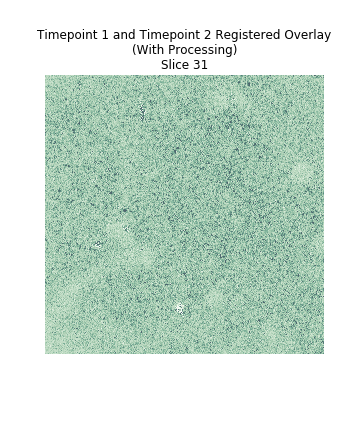 Timepoint 1 and Timepoint 2 Registered Overlay
(With Processing)
Slice 31